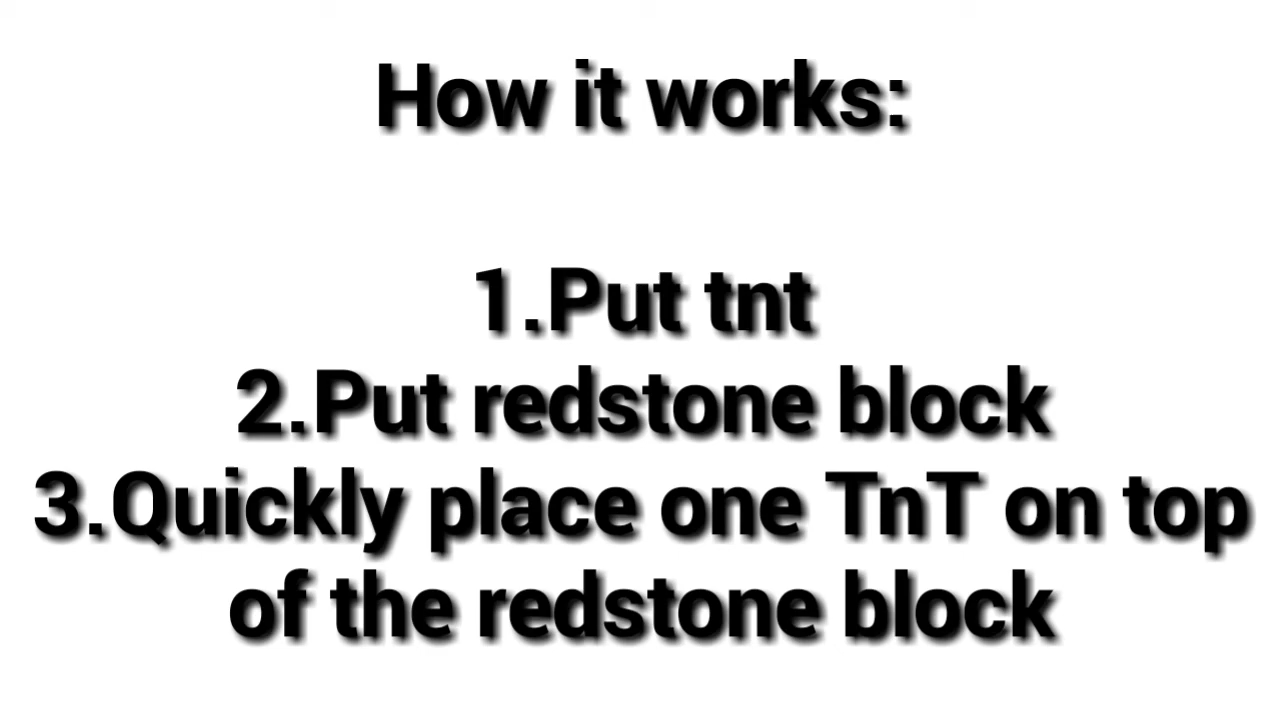 How it works:
1.Put tnt
2.Put redstone block
3.Quickly place one TnT on top
of the redstone block